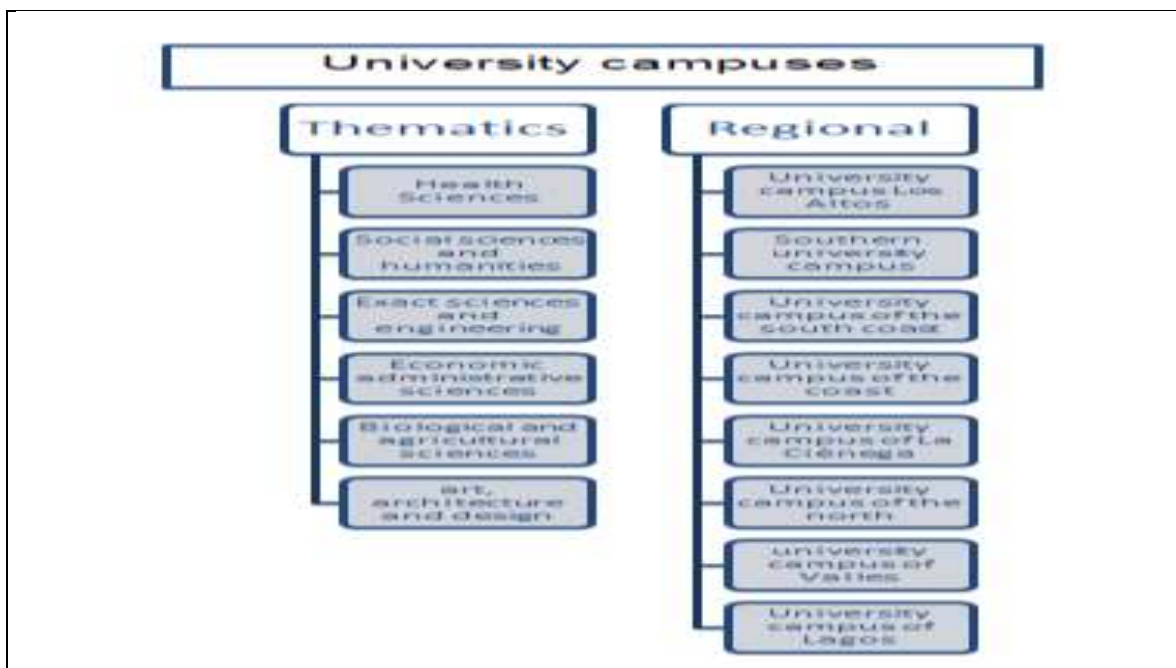 University campuses
Thematics
Health
Sciences
Social sciences
and
humanities
Exact sciences
and
engineering
Economic
administrative
sciences
Biological and
agricultural
sciences
art,
architecture
and design
Regional
University
campus Los
Altos
Southern
university
campus
University
campus of the
south coast
University
campus of the
coast
University
campus of La
Ciénega
University
campus of the
north
university
campus of
Valles
University
campus of
Lagos